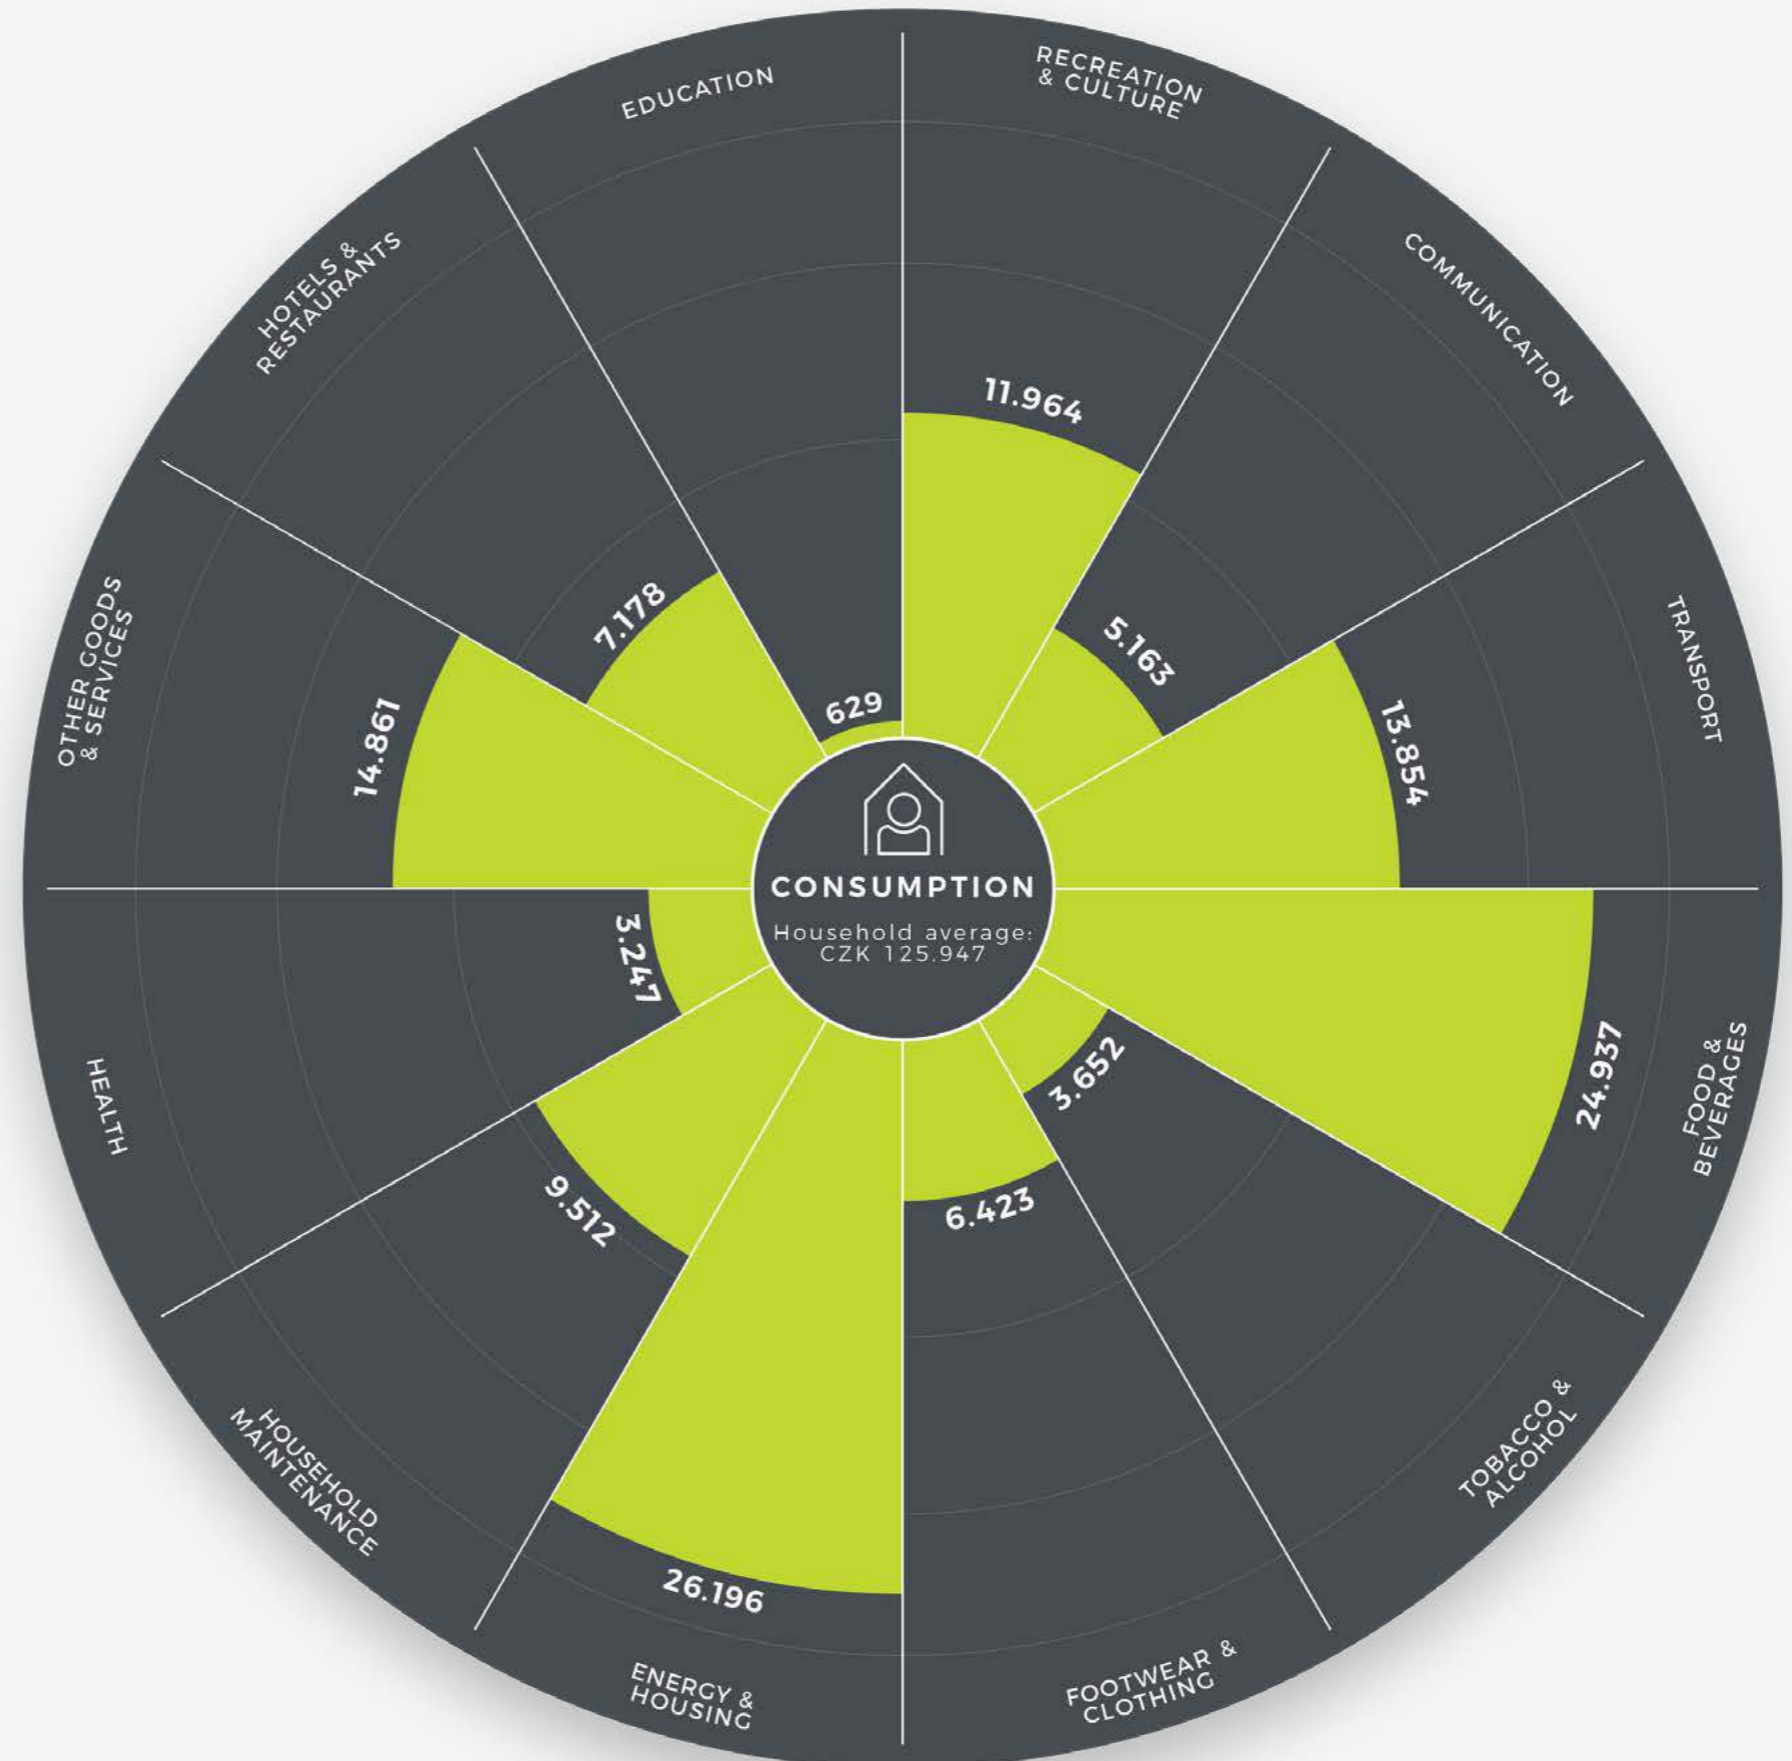 EDUCATION
RECREATION
& CULTURE
COMMUNICATION
TRANSPORT
FOOD &
BEVERAGES
TOBACCO &
ALCOHOL
FOOTWEAR &
CLOTHING
ENERGY &
HOUSING
HOUSEHOLD
MAINTENANCE
HEALTH
OTHER GOODS
& SERVICES
HOTELS &
RESTAURANTS
11.964
5.163
13.854
24.937
3.652
6.423
26.196
9.512
3.247
14.861
7.178
629
CONSUMPTION
Household average:
CZK 125.947